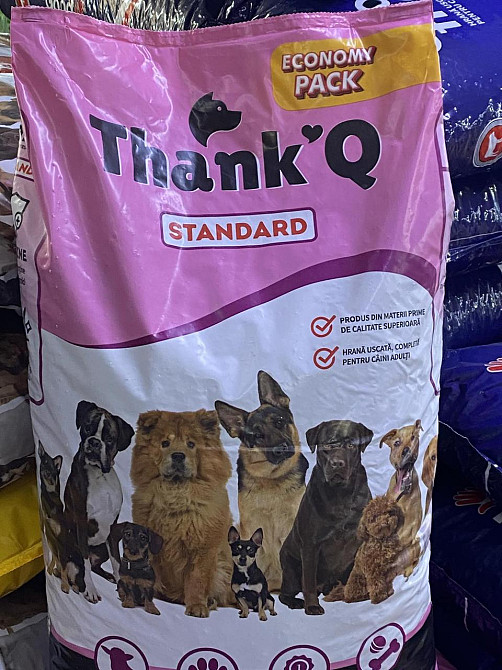 ECONOMY
PACK
Thank'Q
STANDARD
PRODUS DIN MATERII PRIME
DE CALITATE SUPERIOARĂ
HRANĂ USCATĂ, COMPLETĂ
PENTRU CÂINI ADULȚI